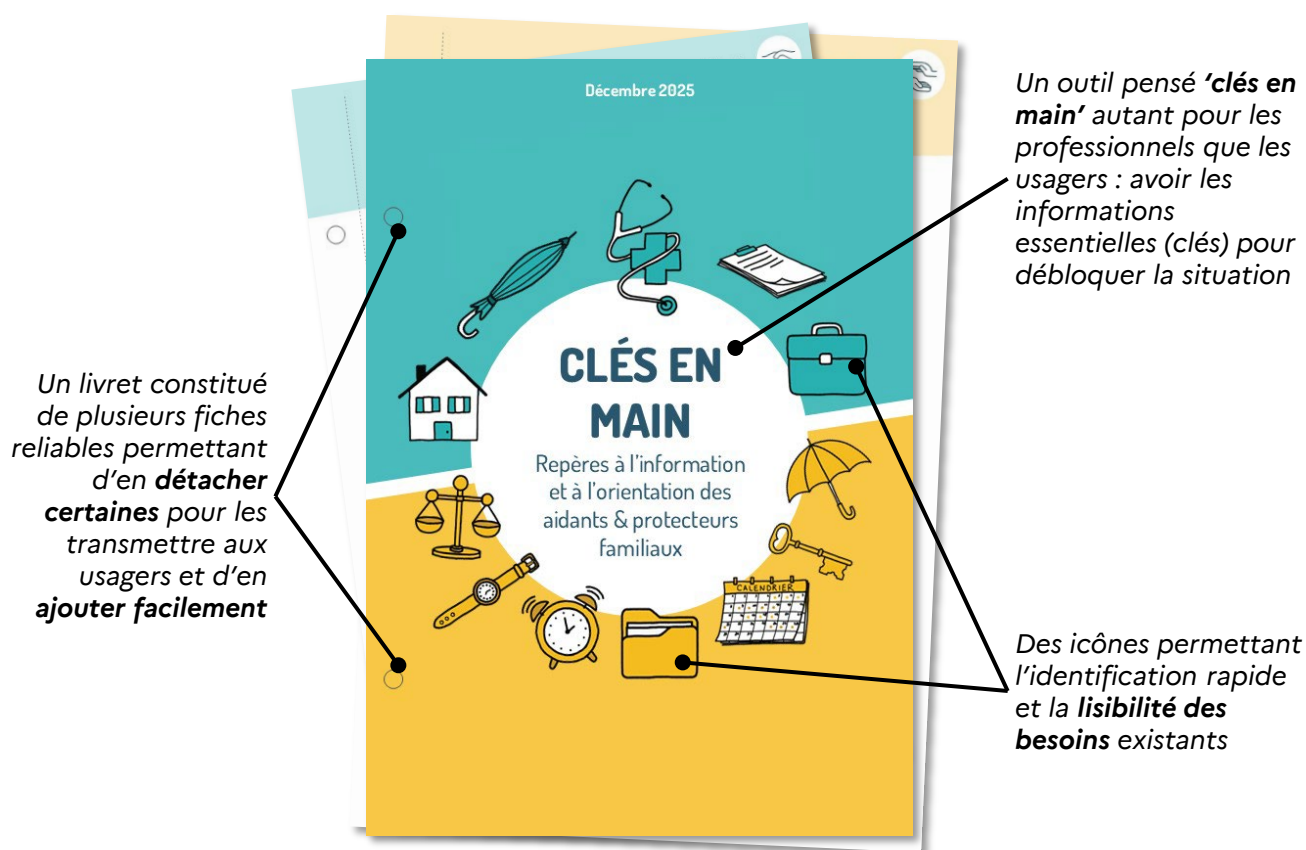 Décembre 2025
CLÉS EN
MAIN
Repères à l'information
et à l'orientation des
aidants & protecteurs
familiaux
CALENDRIER
Un livret constitué
de plusieurs fiches
reliables permettant
d'en détacher
certaines pour les
transmettre aux
usagers et d'en
ajouter facilement
Un outil pensé 'clés en
main' autant pour les
professionnels que les
usagers : avoir les
informations
essentielles (clés) pour
débloquer la situation
Des icônes permettant
l'identification rapide
et la lisibilité des
besoins existants